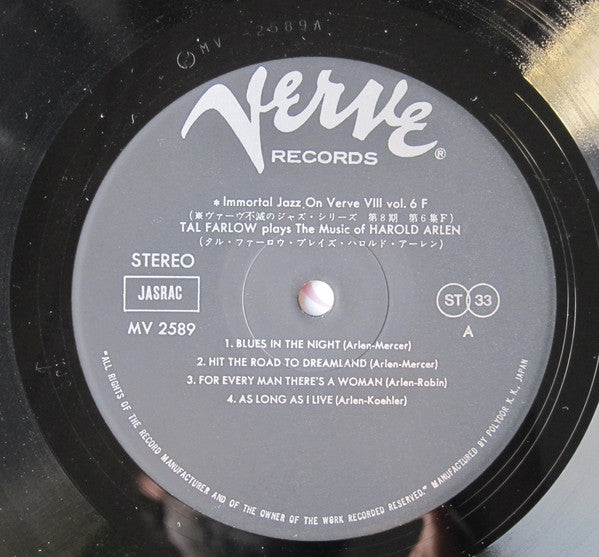 MV 2589A
Verve
RECORDS ®
* Immortal Jazz On Verve VIII vol. 6 F
(※ヴァーヴ不滅のジャズ・シリーズ 第8期 第6集F)
TAL FARLOW plays The Music of HAROLD ARLEN
(タル・ファーロウ・プレイズ・ハロルド・アーレン)
STEREO
JASRAC
MV 2589
ST 33
A
1. BLUES IN THE NIGHT (Arlen-Mercer)
2. HIT THE ROAD TO DREAMLAND (Arlen-Mercer)
3. FOR EVERY MAN THERE'S A WOMAN (Arlen-Robin)
4. AS LONG AS I LIVE (Arlen-Koehler)
"ALL RIGHTS OF THE RECORD MANUFACTURER AND OF THE OWNER OF THE WORK RECORDED RESERVED." MANUFACTURED BY POLYDOR K. K., JAPAN